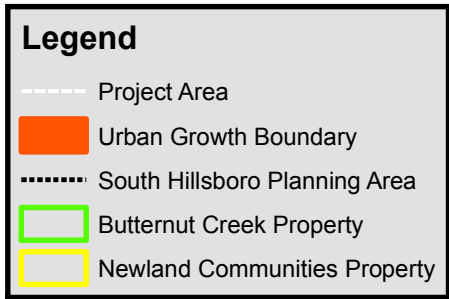 Legend
Project Area
Urban Growth Boundary
South Hillsboro Planning Area
Butternut Creek Property
Newland Communities Property